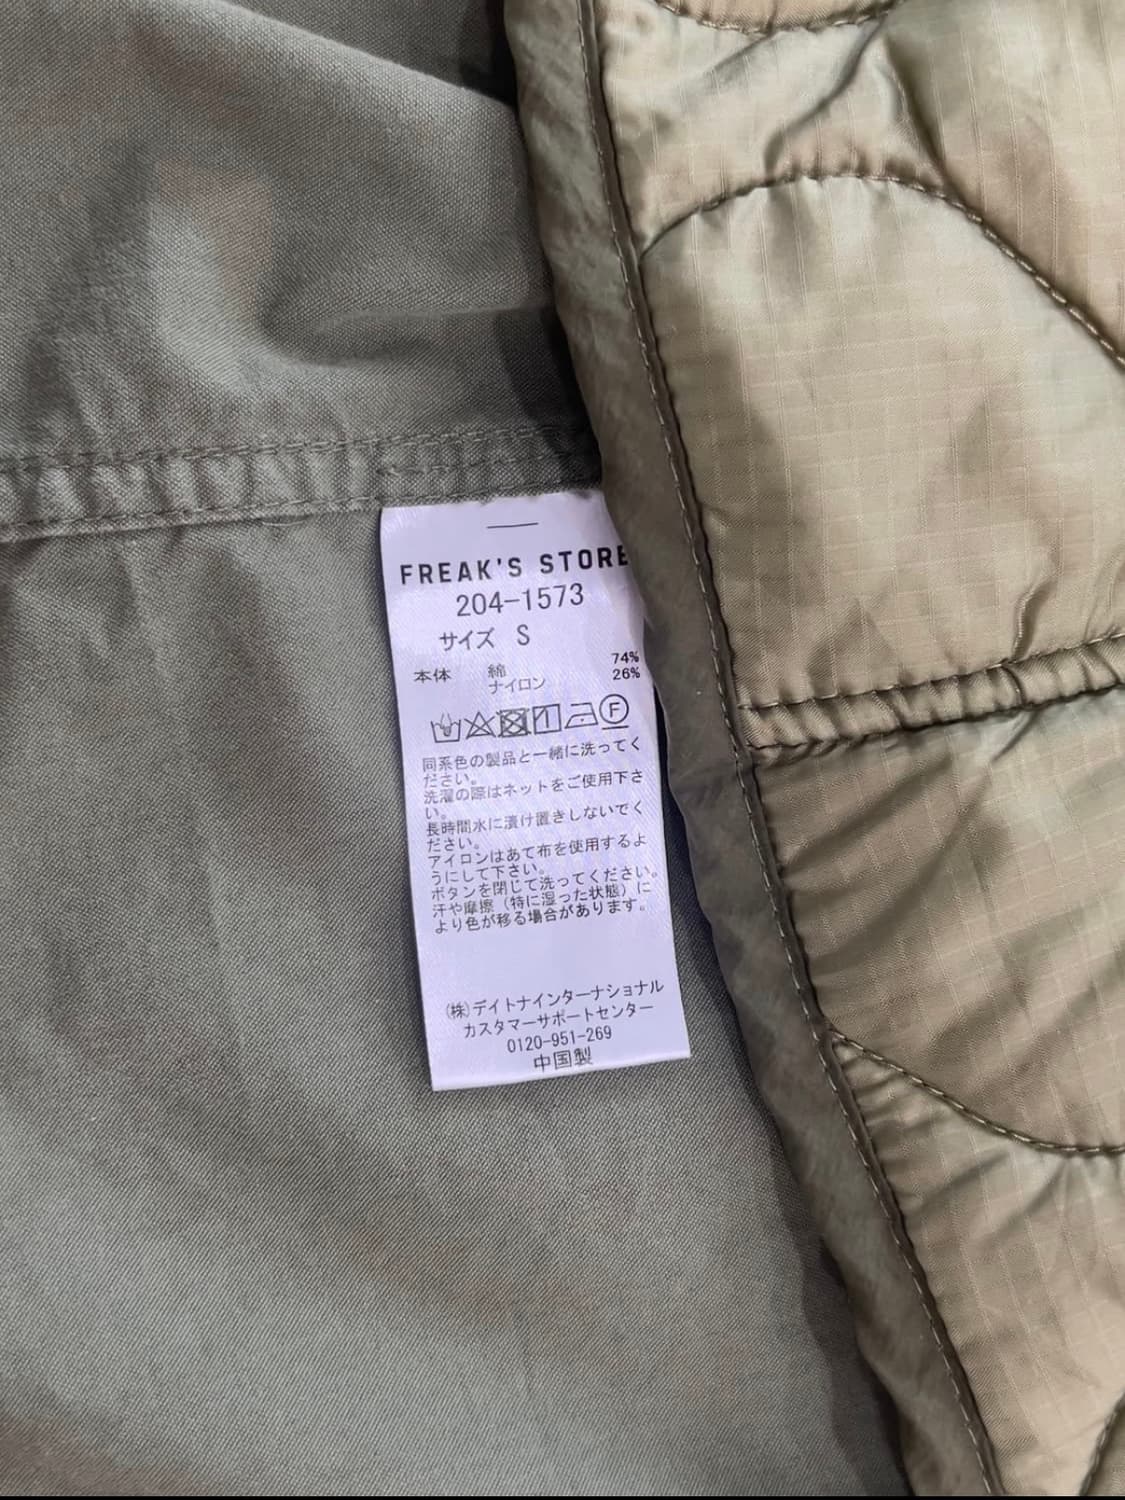 FREAK'S STORE
204-1573
サイズ S
本体 綿 74%
ナイロン 26%
F
同系色の製品と一緒に洗ってく
ださい。
洗濯の際はネットをご使用下さ
い。
長時間水に漬け置きしないでく
ださい。
アイロンはあて布を使用するよ
うにして下さい。
ボタンを閉じて洗ってください。
汗や摩擦（特に湿った状態）に
より色が移る場合があります。
(株)デイトナインターナショナル
カスタマーサポートセンター
0120-951-269
中国製